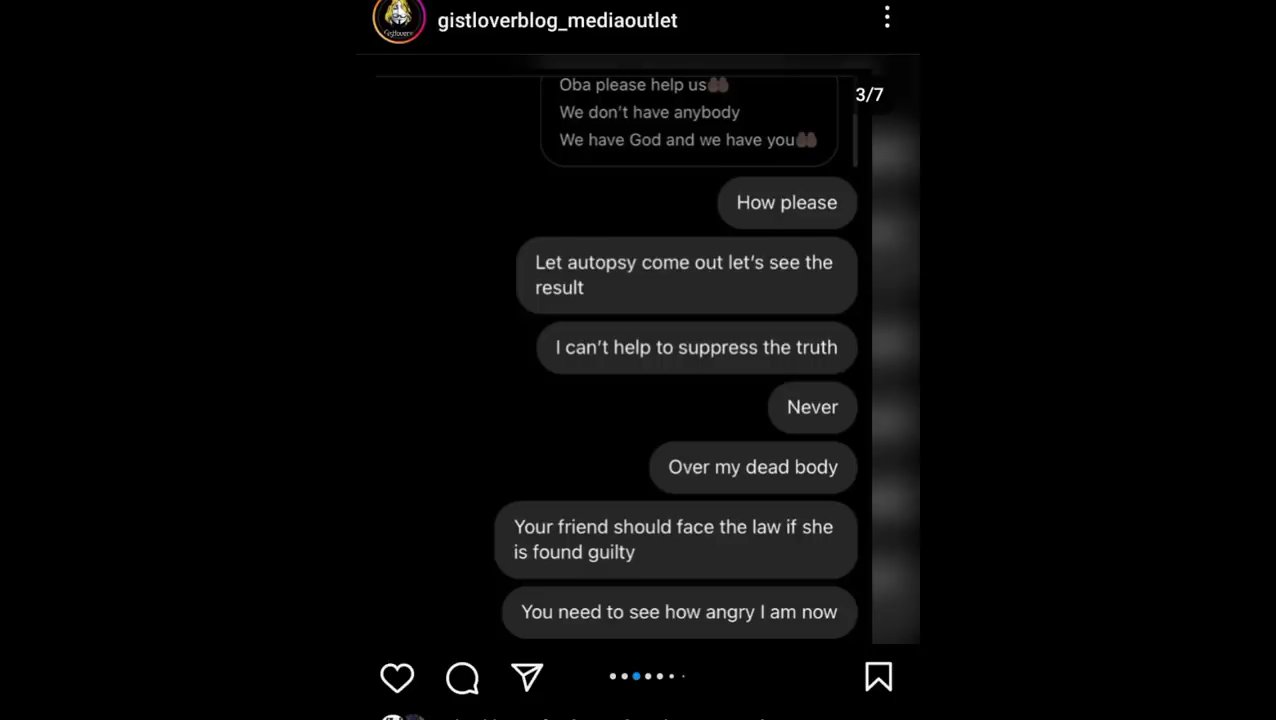 gistloverblog_mediaoutlet
Oba please help us
3/7
We don't have anybody
We have God and we have you
How please
Let autopsy come out let's see the
result
I can't help to suppress the truth
Never
Over my dead body
Your friend should face the law if she
is found guilty
You need to see how angry I am now